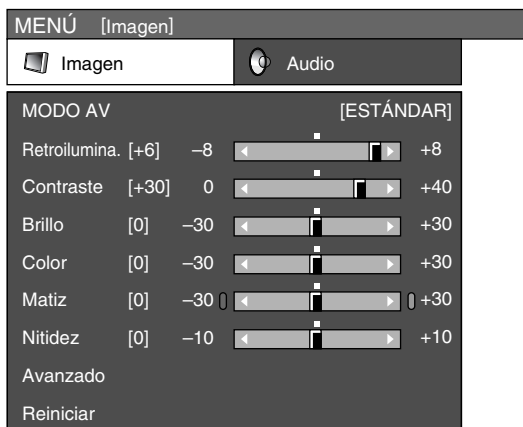 MENÚ [Imagen]
Imagen Audio
MODO AV [ESTÁNDAR]
Retroilumina. [+6] –8 +8
Contraste [+30] 0 +40
Brillo [0] –30 +30
Color [0] –30 +30
Matiz [0] –30 +30
Nitidez [0] –10 +10
Avanzado
Reiniciar